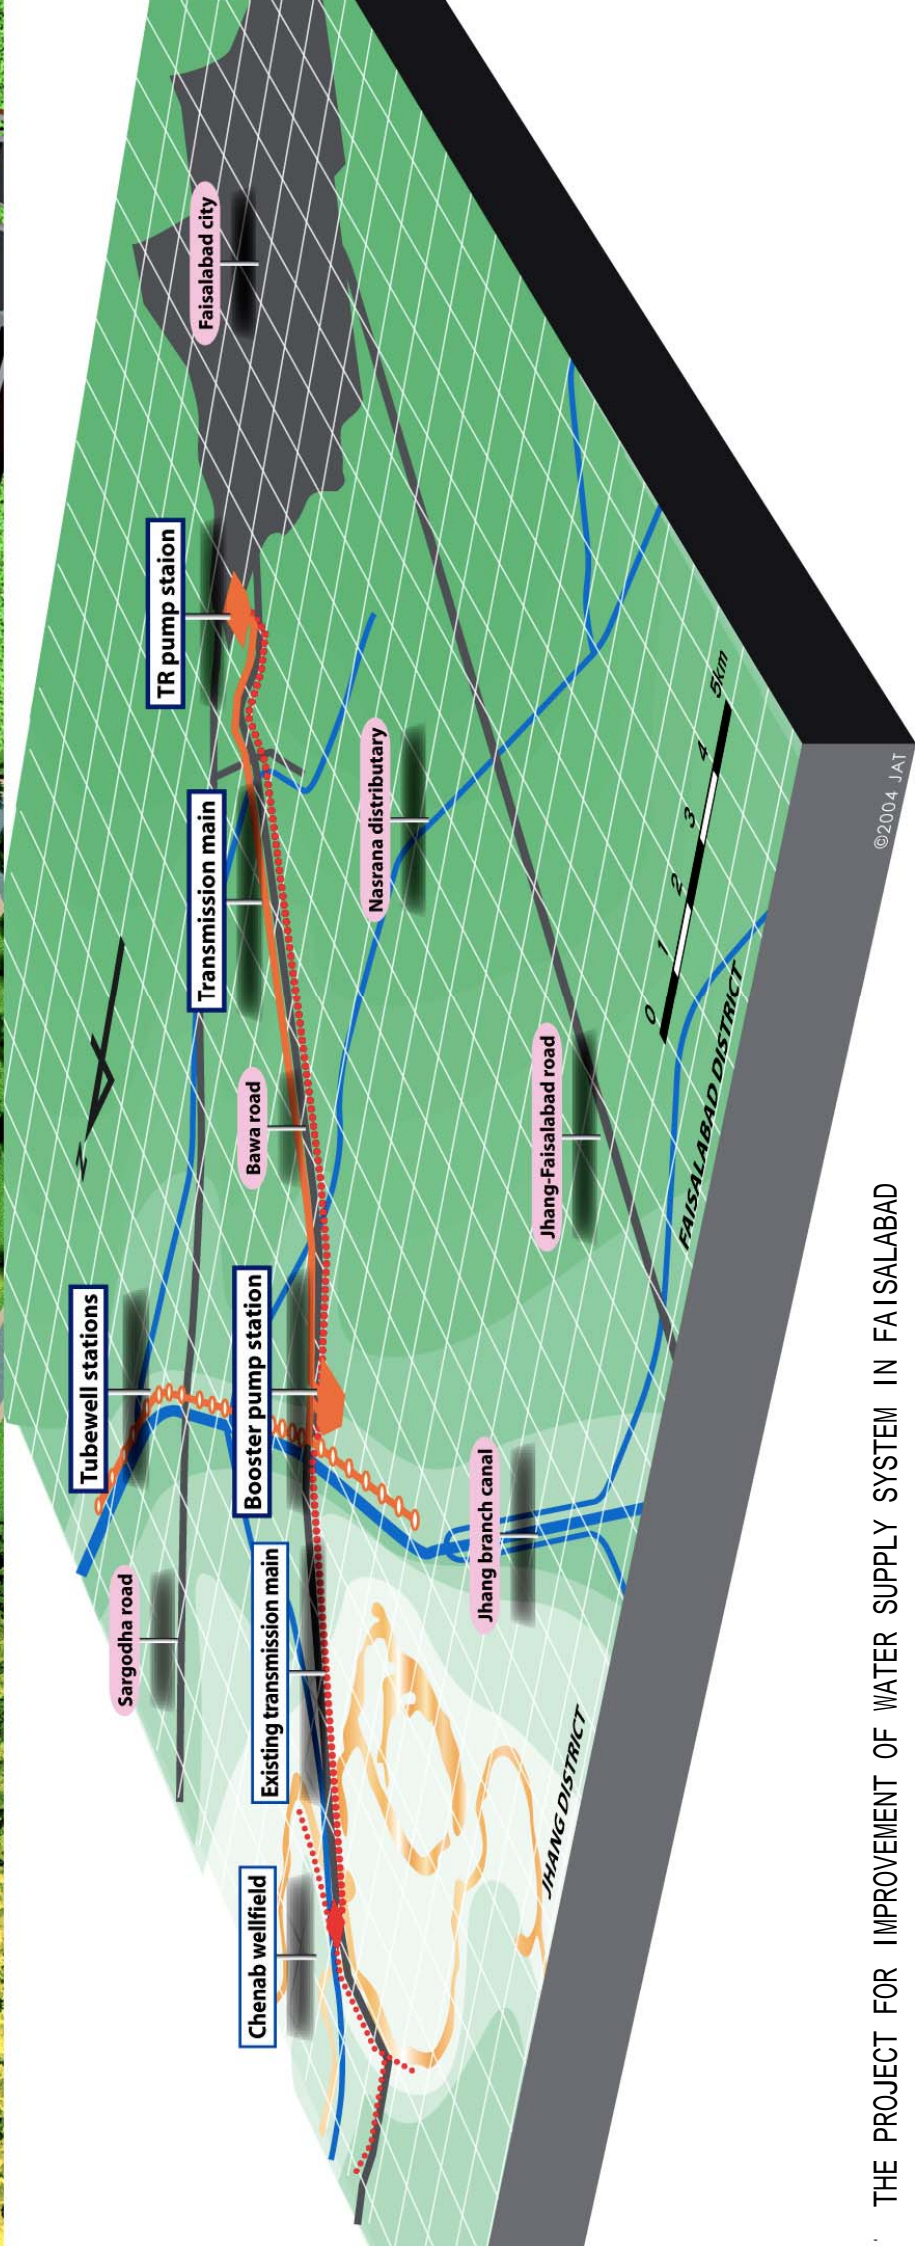 Chenab wellfield
Existing transmission main
Sargodha road
Tubewell stations
Booster pump station
Bawa road
Transmission main
TR pump staion
Faisalabad city
N
Nasrana distributary
Jhang branch canal
Jhang-Faisalabad road
0 1 2 3 4 5km
JHANG DISTRICT
FAISALABAD DISTRICT
©2004 JAT
THE PROJECT FOR IMPROVEMENT OF WATER SUPPLY SYSTEM IN FAISALABAD